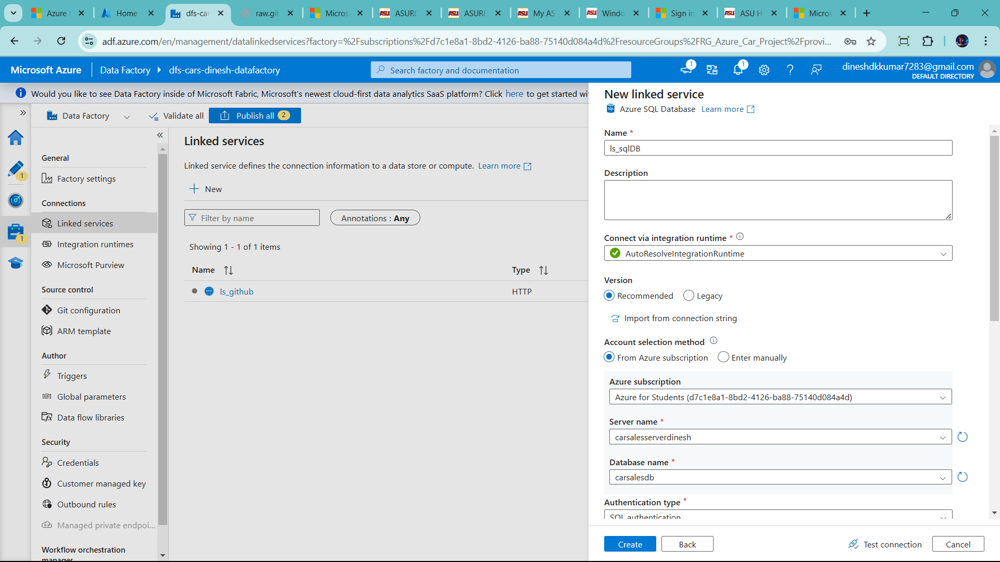 Azure f
Home
dfs-car
raw.git
Micros
ASURI
ASURI
My AS
Windo
Sign in
ASU H
Micros
adf.azure.com/en/management/datalinkedservices?factory=%2Fsubscriptions%2Fd7c1e8a1-8bd2-4126-ba88-75140d084a4d%2FresourceGroups%2FRG_Azure_Car_Project%2Fprovi...
Microsoft Azure
Data Factory
dfs-cars-dinesh-datafactory
Search factory and documentation
1
1
dineshdkkumar7283@gmail.com
DEFAULT DIRECTORY
Would you like to see Data Factory inside of Microsoft Fabric, Microsoft's newest cloud-first data analytics SaaS platform? Click here to get started wi
Data Factory
Validate all
Publish all 2
1
1
General
Factory settings
Connections
Linked services
Integration runtimes
Microsoft Purview
Source control
Git configuration
ARM template
Author
Triggers
Global parameters
Data flow libraries
Security
Credentials
Customer managed key
Outbound rules
Managed private endpoi...
Workflow orchestration
manager
Linked services
Linked service defines the connection information to a data store or compute. Learn more
New
Filter by name
Annotations : Any
Showing 1 - 1 of 1 items
Name
Type
HTTP
ls_github
HTTP
New linked service
SQL
Azure SQL Database Learn more
Name *
ls_sqlDB
Description
Connect via integration runtime *
AutoResolveIntegrationRuntime
Version
Recommended
Legacy
Import from connection string
Account selection method
From Azure subscription
Enter manually
Azure subscription
Azure for Students (d7c1e8a1-8bd2-4126-ba88-75140d084a4d)
Server name *
carsalesserverdinesh
Database name *
carsalesdb
Authentication type *
SQL authentication
Create
Back
Test connection
Cancel